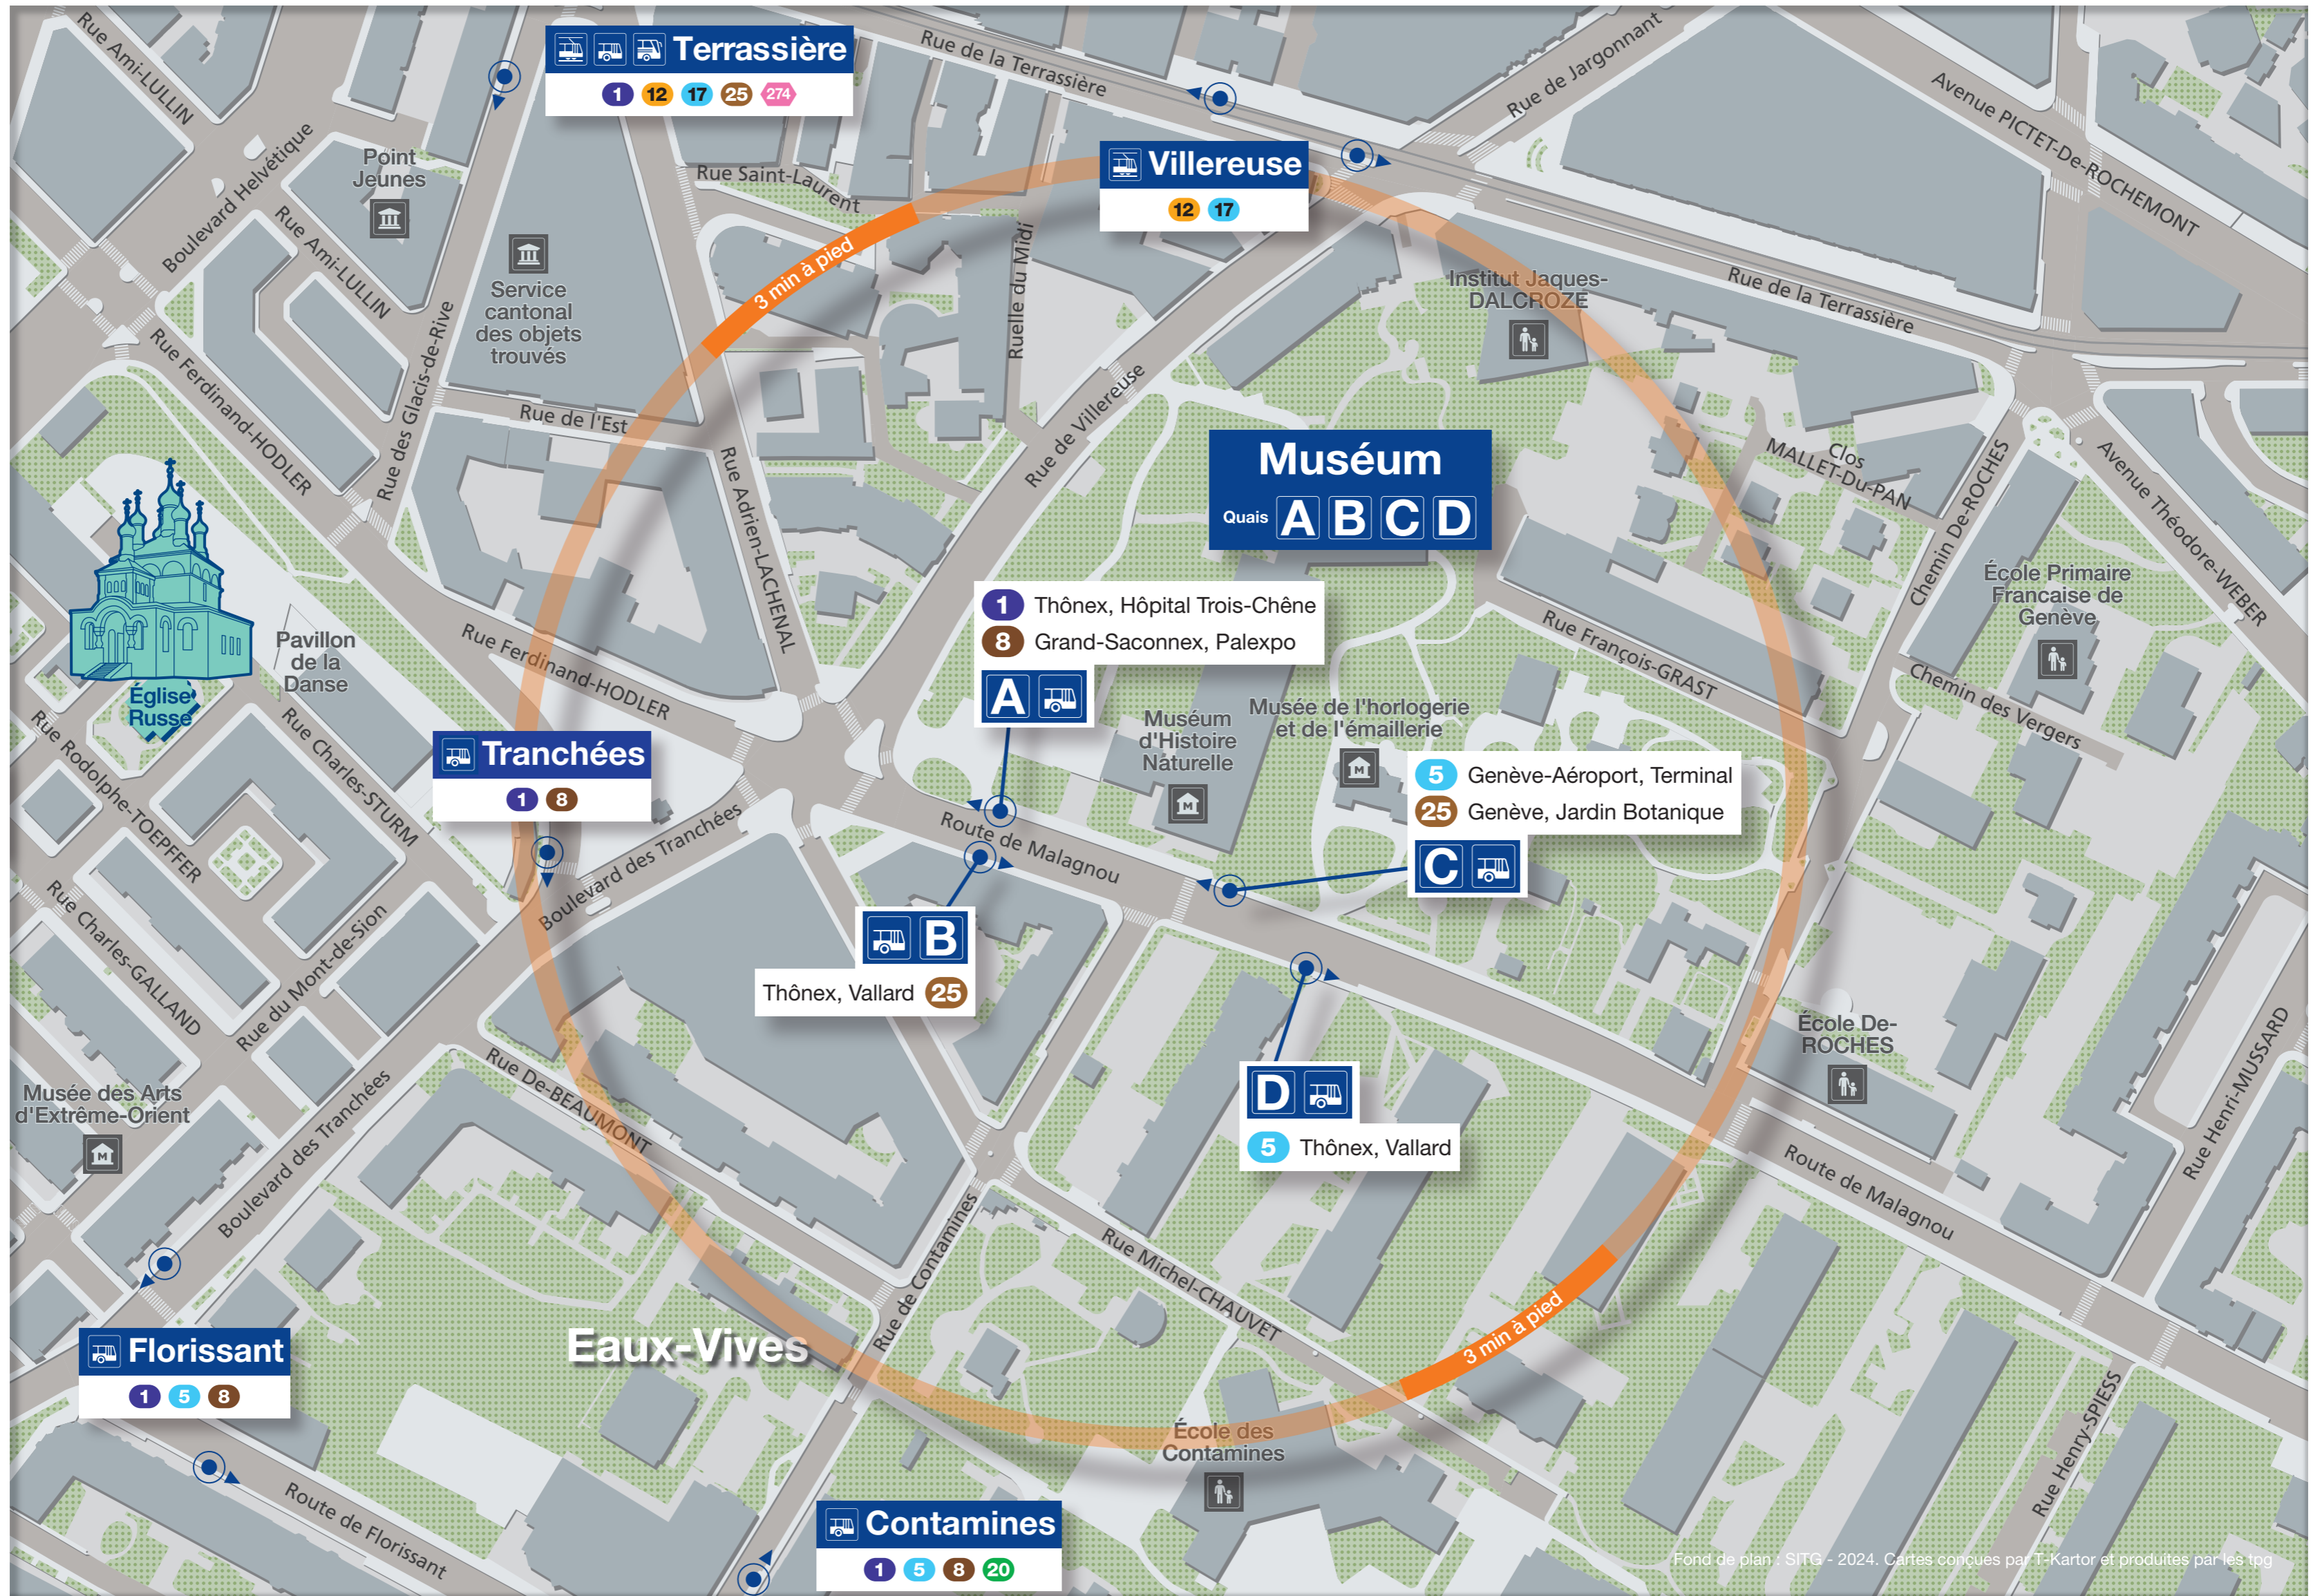 Rue Ami-LULLIN
Terrassière
1 12 17 25 274
Rue de la Terrassière
Rue de Jargonnant
Avenue PICTET-De-ROCHEMONT
Boulevard Helvétique
Point
Jeunes
Rue Ami-LULLIN
Rue Saint-Laurent
Villereuse
12 17
3 min à pied
Ruelle du Midi
Service
cantonal
des objets
trouvés
Institut Jaques-
DALCROZE
Rue de la Terrassière
Rue Ferdinand-HODLER
Rue des Glacis-de-Rive
Rue de l'Est
Rue Adrien-LACHENAL
Rue de Villereuse
Muséum
Quais A B C D
Clos
MALLET-Du-PAN
Chemin De-ROCHES
Avenue Théodore-WEBER
École Primaire
Francaise de
Genève
1 Thônex, Hôpital Trois-Chêne
8 Grand-Saconnex, Palexpo
A
Rue François-GRAST
Chemin des Vergers
Pavillon
de la
Danse
Église
Russe
Rue Ferdinand-HODLER
Rue Rodolphe-TOEPFFER
Rue Charles-STURM
Tranchées
1 8
Muséum
d'Histoire
Naturelle
Musée de l'horlogerie
et de l'émaillerie
5 Genève-Aéroport, Terminal
25 Genève, Jardin Botanique
C
Route de Malagnou
Boulevard des Tranchées
Rue Charles-GALLAND
Rue du Mont-de-Sion
B
Thônex, Vallard 25
D
5 Thônex, Vallard
École De-
ROCHES
Rue Henri-MUSSARD
Musée des Arts
d'Extrême-Orient
Boulevard des Tranchées
Rue De-BEAUMONT
Rue de Contamines
Rue Michel-CHAUVET
Route de Malagnou
3 min à pied
Eaux-Vives
Florissant
1 5 8
Route de Florissant
École des
Contamines
Contamines
1 5 8 20
Rue Henry-SPIESS
Fond de plan : SITG - 2024. Cartes conçues par T-Kartor et produites par les tpg
M
M
M